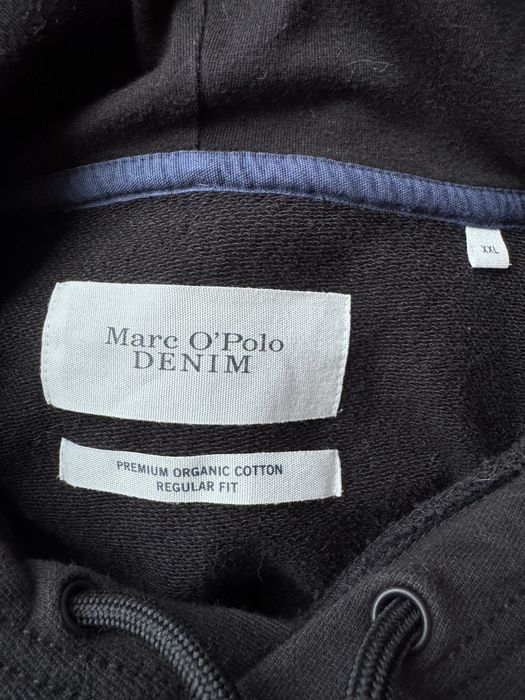 XXL
Marc O'Polo
DENIM
PREMIUM ORGANIC COTTON
REGULAR FIT